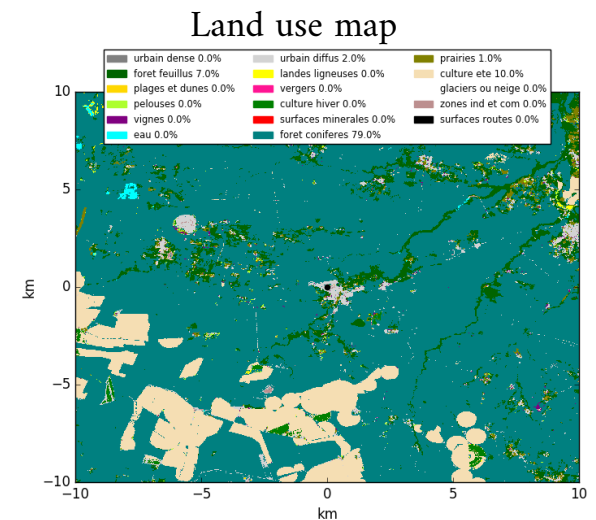 Land use map
urban dense 0.0% urbain diffus 2.0% prairies 1.0%
foret feuillus 7.0% landes ligneuses 0.0% culture ete 10.0%
plages et dunes 0.0% vergers 0.0% glaciers ou neige 0.0%
pelouses 0.0% culture hiver 0.0% zones ind et com 0.0%
vignes 0.0% surfaces minerales 0.0% surfaces routes 0.0%
eau 0.0% foret coniferes 79.0%
10
5
0
−5
−10
km
−10 −5 0 5 10
km